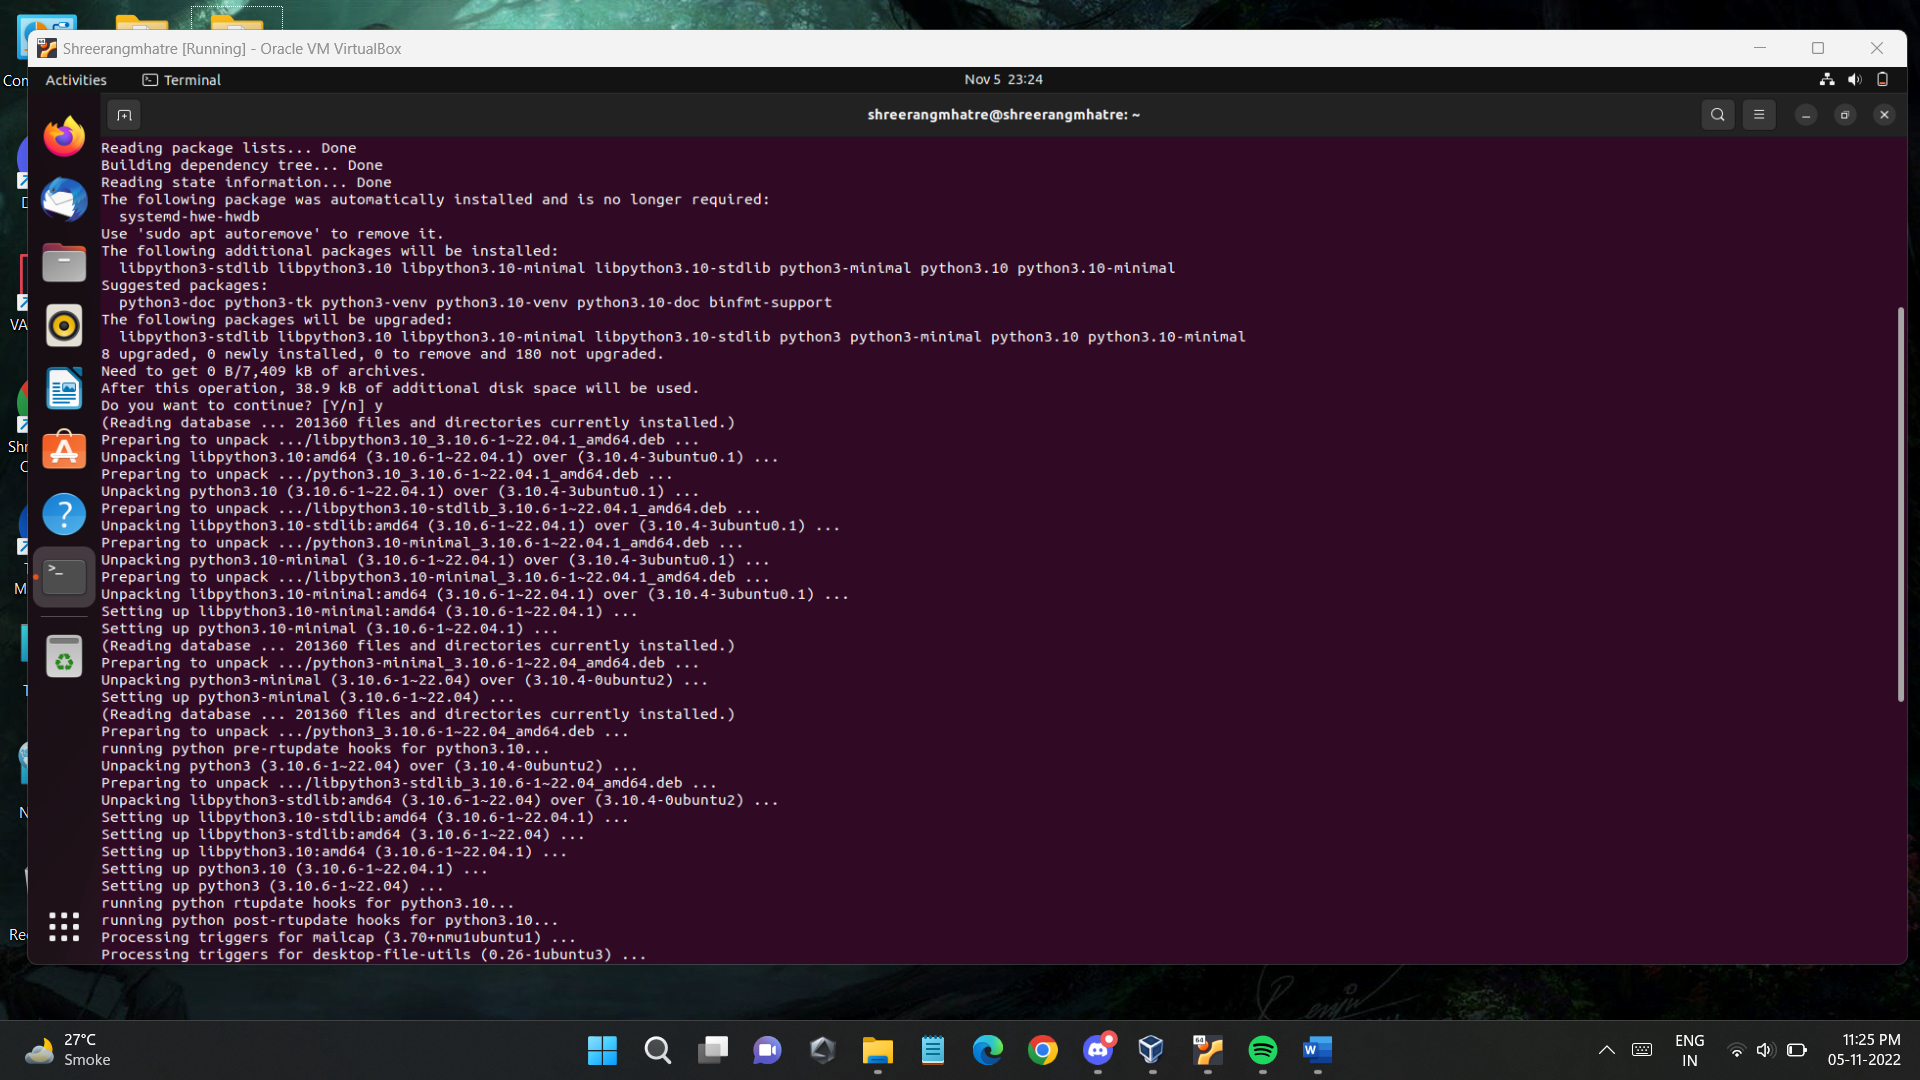 Shreerangmhatre [Running] - Oracle VM VirtualBox
Activities
Terminal
Nov 5 23:24
shreerangmhatre@shreerangmhatre: ~
Reading package lists... Done
Building dependency tree... Done
Reading state information... Done
The following package was automatically installed and is no longer required:
systemd-hwe-hwdb
Use 'sudo apt autoremove' to remove it.
The following additional packages will be installed:
libpython3-stdlib libpython3.10 libpython3.10-minimal libpython3.10-stdlib python3-minimal python3.10 python3.10-minimal
Suggested packages:
python3-doc python3-tk python3-venv python3.10-venv python3.10-doc binfmt-support
The following packages will be upgraded:
libpython3-stdlib libpython3.10 libpython3.10-minimal libpython3.10-stdlib python3 python3-minimal python3.10 python3.10-minimal
8 upgraded, 0 newly installed, 0 to remove and 180 not upgraded.
Need to get 0 B/7,409 kB of archives.
After this operation, 38.9 kB of additional disk space will be used.
Do you want to continue? [Y/n] y
(Reading database ... 201360 files and directories currently installed.)
Preparing to unpack .../libpython3.10_3.10.6-1~22.04.1_amd64.deb ...
Unpacking libpython3.10:amd64 (3.10.6-1~22.04.1) over (3.10.4-3ubuntu0.1) ...
Preparing to unpack .../python3.10_3.10.6-1~22.04.1_amd64.deb ...
Unpacking python3.10 (3.10.6-1~22.04.1) over (3.10.4-3ubuntu0.1) ...
Preparing to unpack .../libpython3.10-stdlib_3.10.6-1~22.04.1_amd64.deb ...
Unpacking libpython3.10-stdlib:amd64 (3.10.6-1~22.04.1) over (3.10.4-3ubuntu0.1) ...
Preparing to unpack .../python3.10-minimal_3.10.6-1~22.04.1_amd64.deb ...
Unpacking python3.10-minimal (3.10.6-1~22.04.1) over (3.10.4-3ubuntu0.1) ...
Preparing to unpack .../libpython3.10-minimal_3.10.6-1~22.04.1_amd64.deb ...
Unpacking libpython3.10-minimal:amd64 (3.10.6-1~22.04.1) over (3.10.4-3ubuntu0.1) ...
Setting up libpython3.10-minimal:amd64 (3.10.6-1~22.04.1) ...
Setting up python3.10-minimal (3.10.6-1~22.04.1) ...
(Reading database ... 201360 files and directories currently installed.)
Preparing to unpack .../python3-minimal_3.10.6-1~22.04_amd64.deb ...
Unpacking python3-minimal (3.10.6-1~22.04) over (3.10.4-0ubuntu2) ...
Setting up python3-minimal (3.10.6-1~22.04) ...
(Reading database ... 201360 files and directories currently installed.)
Preparing to unpack .../python3_3.10.6-1~22.04_amd64.deb ...
running python pre-rtupdate hooks for python3.10...
Unpacking python3 (3.10.6-1~22.04) over (3.10.4-0ubuntu2) ...
Preparing to unpack .../libpython3-stdlib_3.10.6-1~22.04_amd64.deb ...
Unpacking libpython3-stdlib:amd64 (3.10.6-1~22.04) over (3.10.4-0ubuntu2) ...
Setting up libpython3.10-stdlib:amd64 (3.10.6-1~22.04.1) ...
Setting up libpython3-stdlib:amd64 (3.10.6-1~22.04) ...
Setting up libpython3.10:amd64 (3.10.6-1~22.04.1) ...
Setting up python3.10 (3.10.6-1~22.04.1) ...
Setting up python3 (3.10.6-1~22.04) ...
running python rtupdate hooks for python3.10...
running python post-rtupdate hooks for python3.10...
Processing triggers for mailcap (3.70+nmu1ubuntu1) ...
Processing triggers for desktop-file-utils (0.26-1ubuntu3) ...
27°C
Smoke
ENG
IN
11:25 PM
05-11-2022